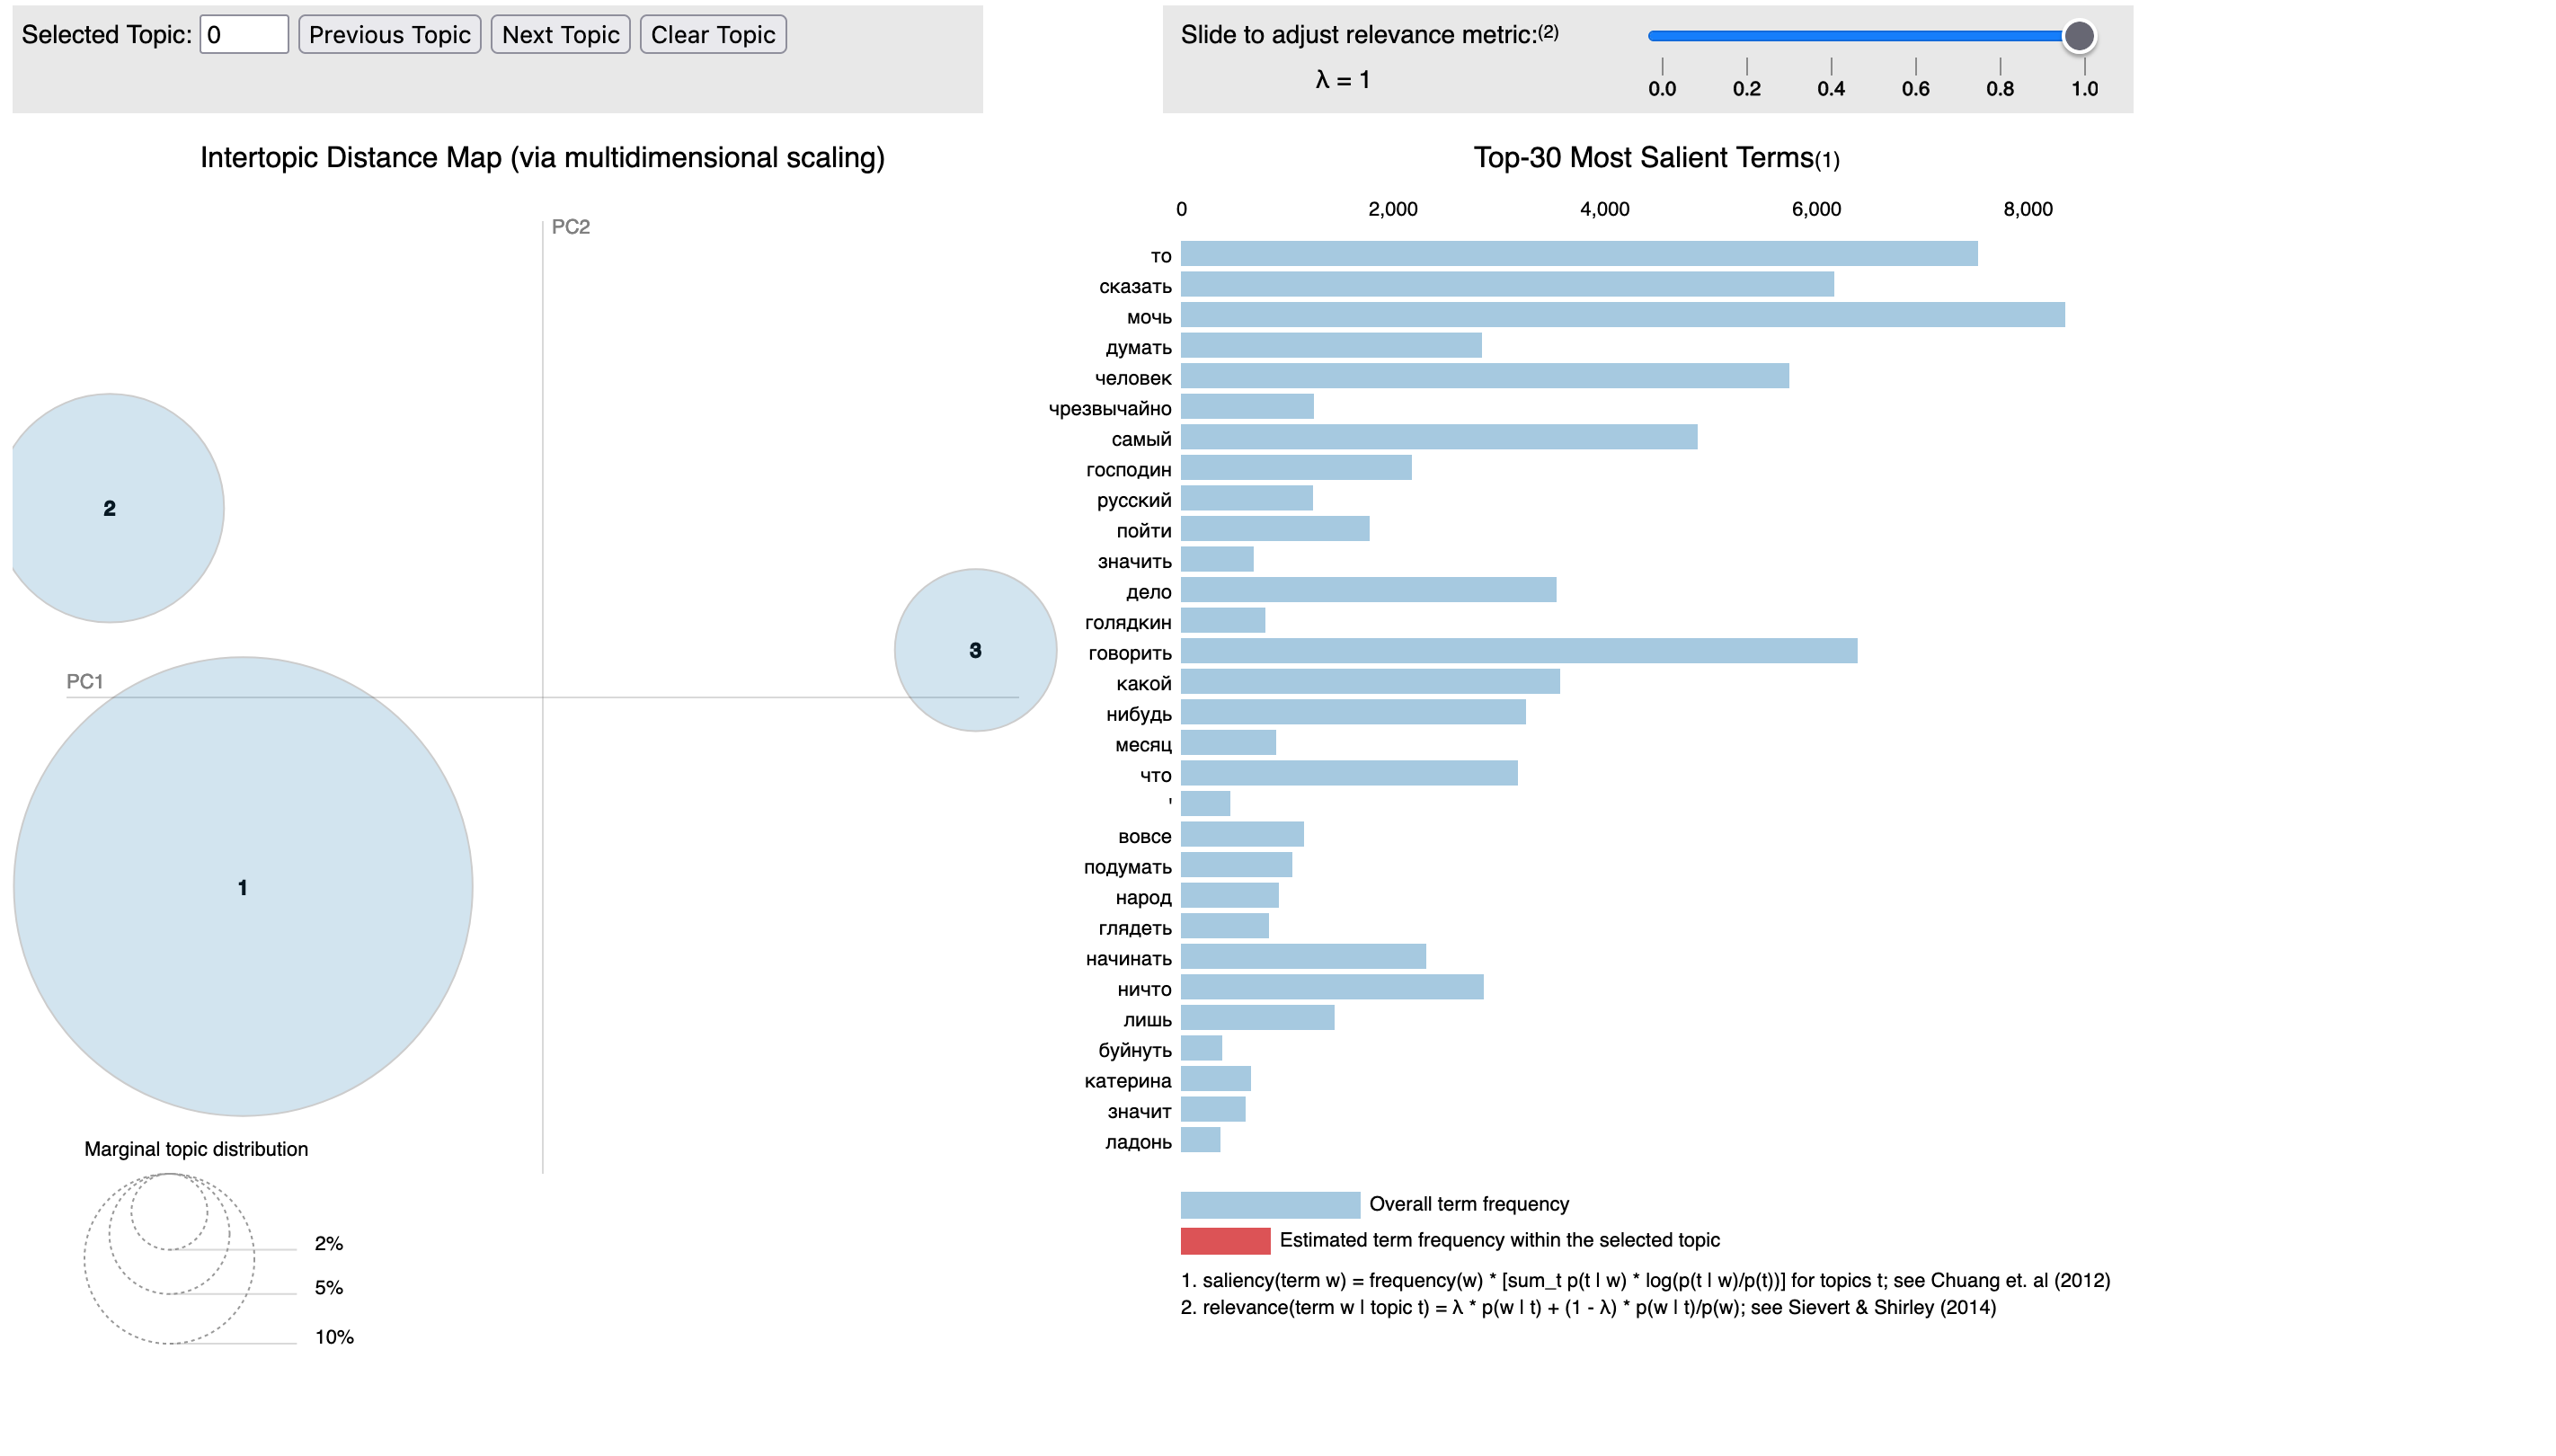 Selected Topic: 0 Previous Topic Next Topic Clear Topic
Slide to adjust relevance metric:(2)
λ = 1
0.0 0.2 0.4 0.6 0.8 1.0
Intertopic Distance Map (via multidimensional scaling)
PC2
PC1
2
3
1
Marginal topic distribution
2%
5%
10%
Top-30 Most Salient Terms(1)
0 2,000 4,000 6,000 8,000
то
сказать
мочь
думать
человек
чрезвычайно
самый
господин
русский
пойти
значить
дело
голядкин
говорить
какой
нибудь
месяц
что
'
вовсе
подумать
народ
глядеть
начинать
ничто
лишь
буйнуть
катерина
значит
ладонь
Overall term frequency
Estimated term frequency within the selected topic
1. saliency(term w) = frequency(w) * [sum_t p(t | w) * log(p(t | w)/p(t))] for topics t; see Chuang et. al (2012)
2. relevance(term w | topic t) = λ * p(w | t) + (1 - λ) * p(w | t)/p(w); see Sievert & Shirley (2014)